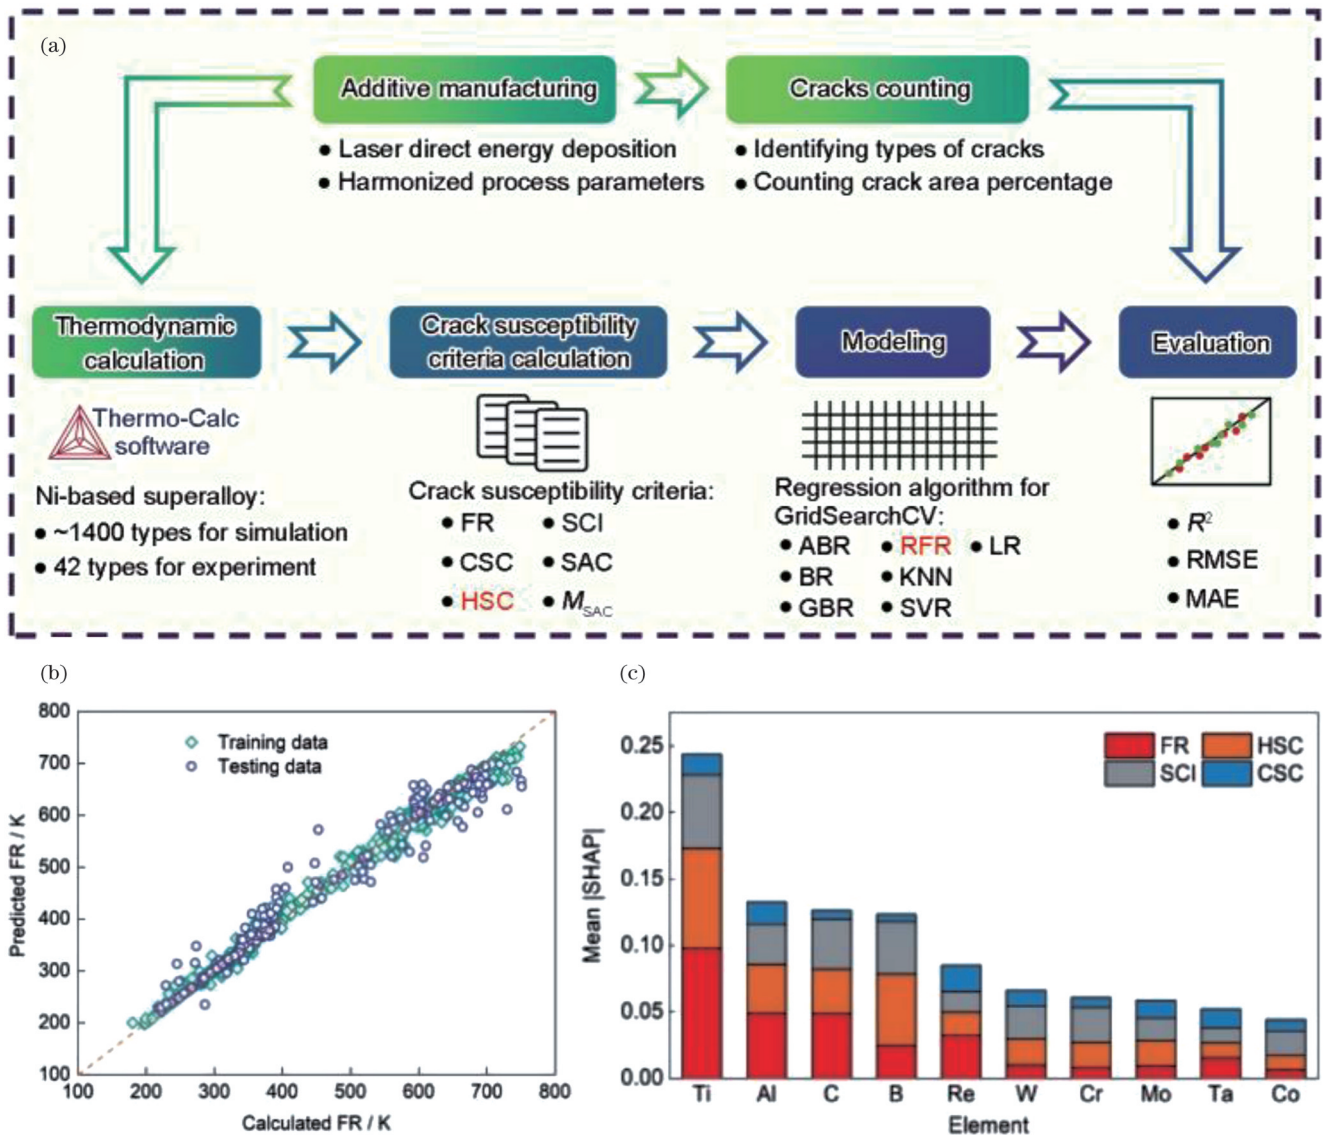 (a)
Additive manufacturing
Cracks counting
● Laser direct energy deposition
● Harmonized process parameters
● Identifying types of cracks
● Counting crack area percentage
Thermodynamic
calculation
Crack susceptibility
criteria calculation
Modeling
Evaluation
Thermo-Calc
software
Ni-based superalloy:
● ~1400 types for simulation
● 42 types for experiment
Crack susceptibility criteria:
● FR ● SCI
● CSC ● SAC
● HSC ● MSAC
Regression algorithm for
GridSearchCV:
● ABR ● RFR ● LR
● BR ● KNN
● GBR ● SVR
● R²
● RMSE
● MAE
(b)
800
700
600
500
400
300
200
100
Predicted FR / K
Training data
Testing data
100 200 300 400 500 600 700 800
Calculated FR / K
(c)
0.25
0.20
0.15
0.10
0.05
0.00
Mean |SHAP|
FR HSC
SCI CSC
Ti Al C B Re W Cr Mo Ta Co
Element